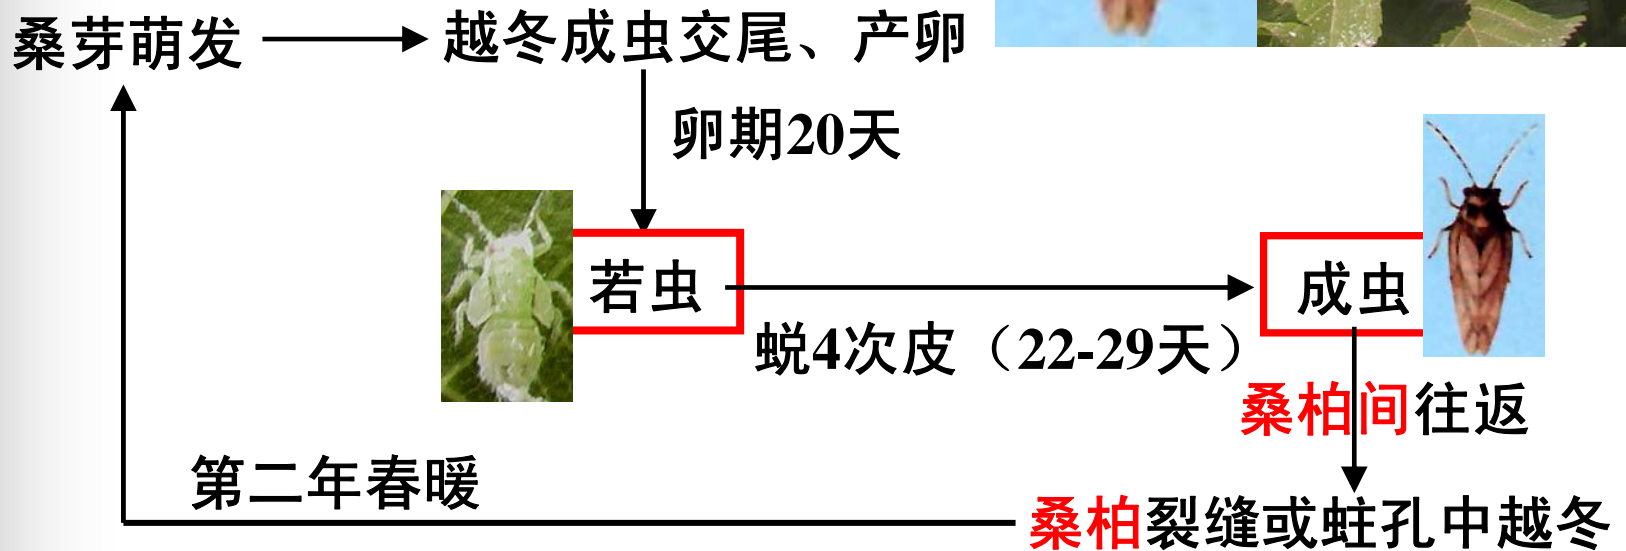 桑芽萌发
越冬成虫交尾、产卵
卵期20天
若虫
成虫
蜕4次皮（22-29天）
桑柏间往返
第二年春暖
桑柏裂缝或蛀孔中越冬